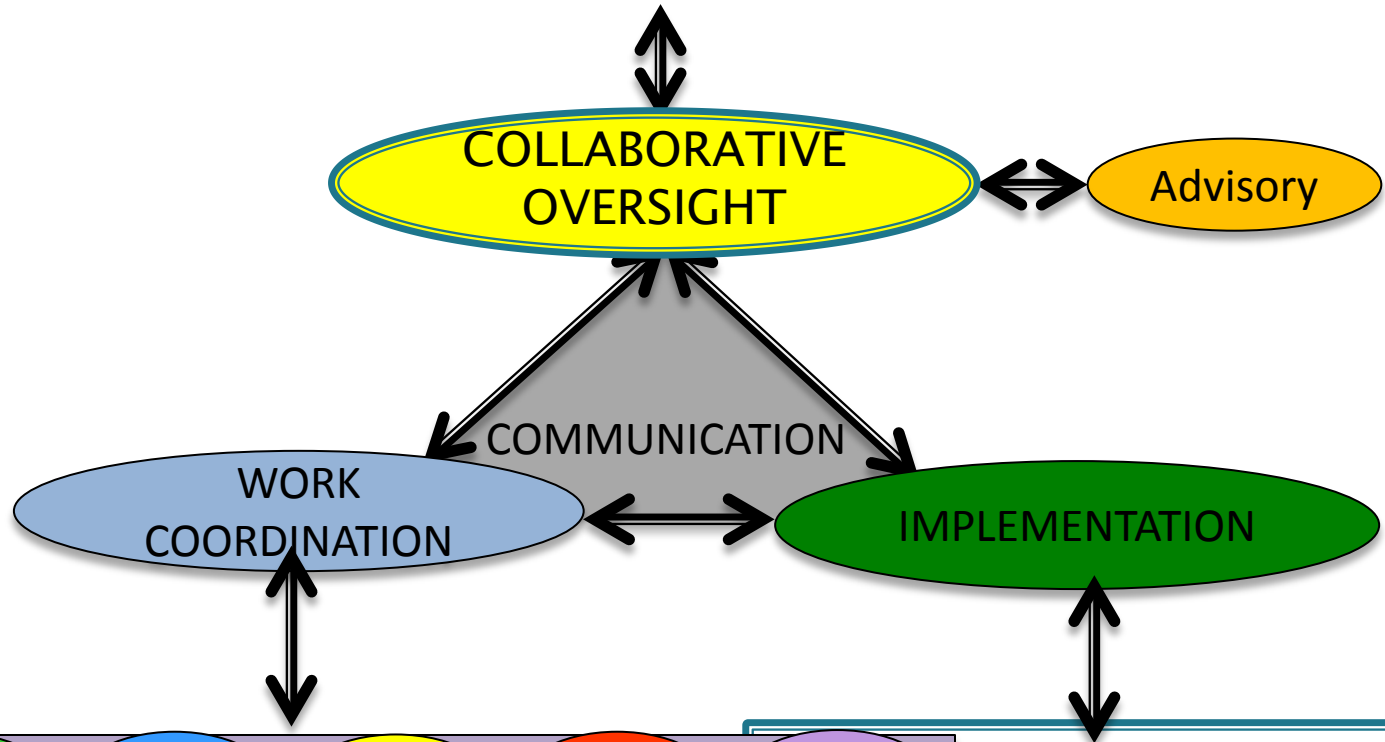 COLLABORATIVE
OVERSIGHT
Advisory
COMMUNICATION
WORK
COORDINATION
IMPLEMENTATION